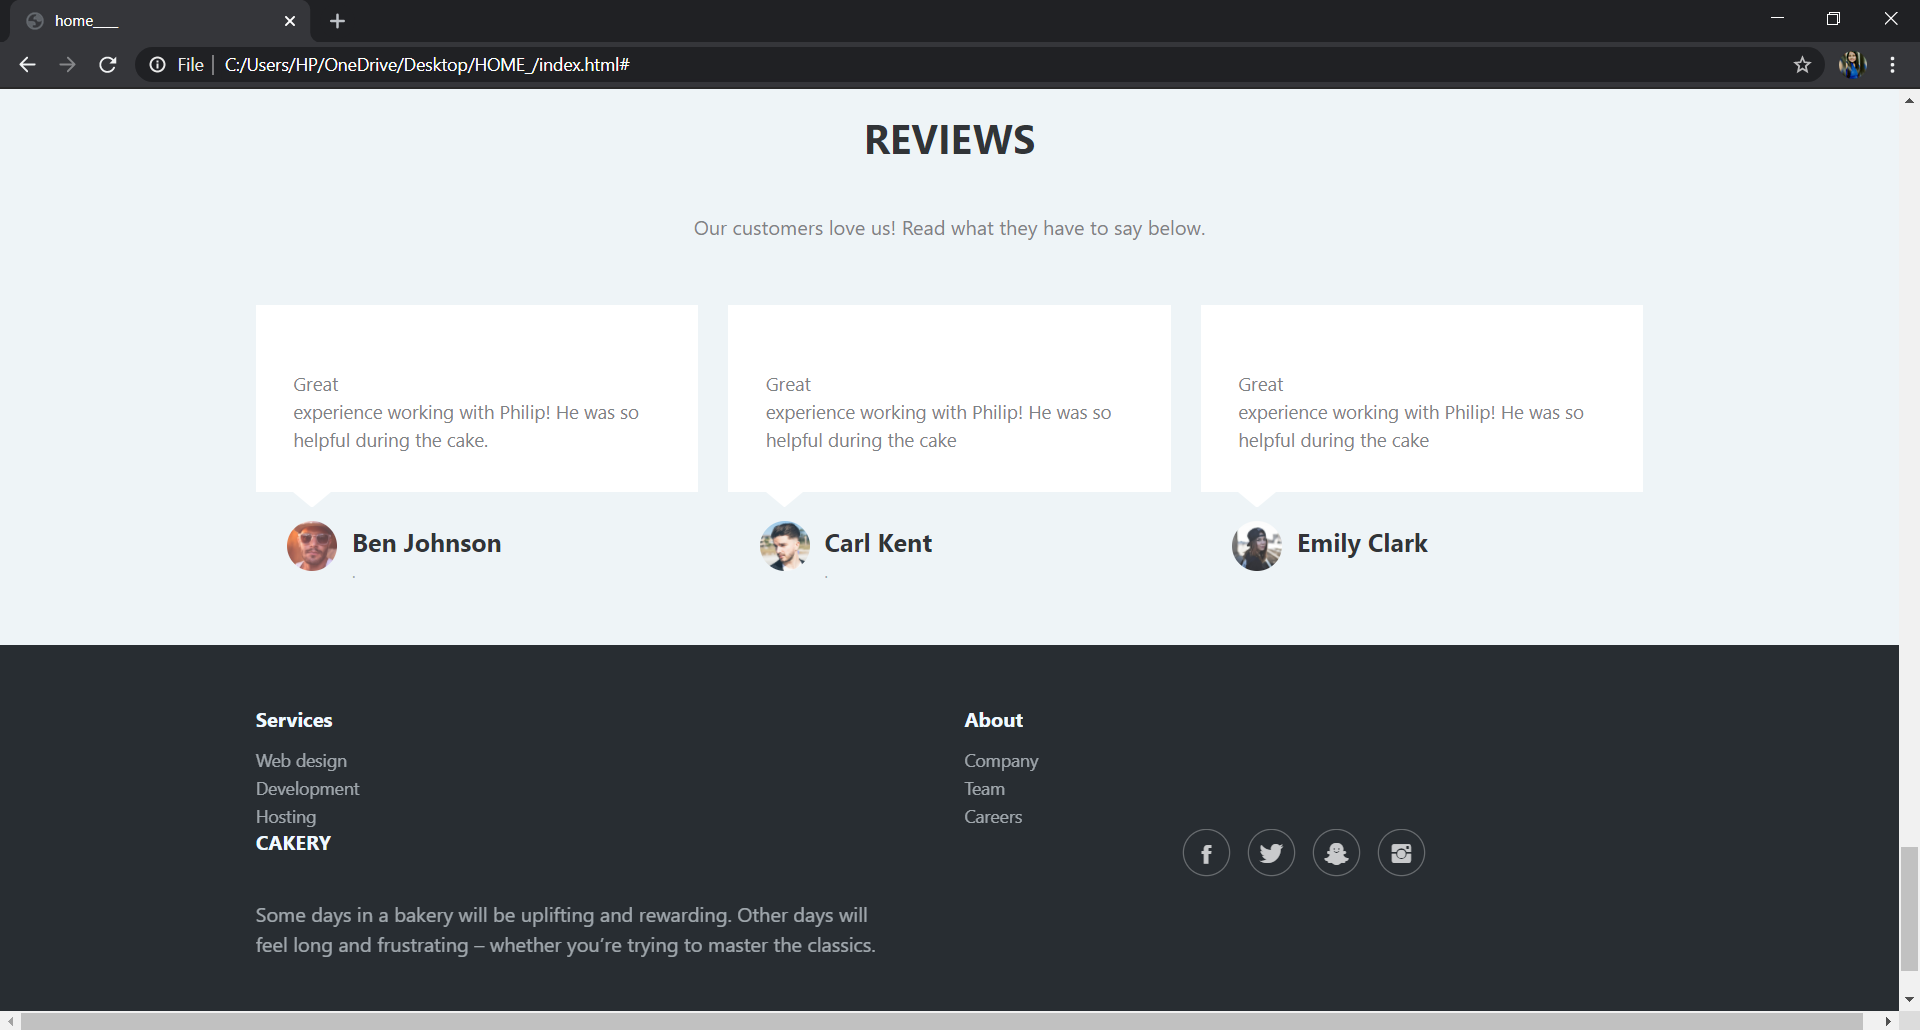 home___
File
C:/Users/HP/OneDrive/Desktop/HOME_/index.html#
REVIEWS
Our customers love us! Read what they have to say below.
Great
experience working with Philip! He was so
helpful during the cake.
Great
experience working with Philip! He was so
helpful during the cake
Great
experience working with Philip! He was so
helpful during the cake
Ben Johnson
.
Carl Kent
.
Emily Clark
Services
Web design
Development
Hosting
About
Company
Team
Careers
CAKERY
Some days in a bakery will be uplifting and rewarding. Other days will
feel long and frustrating – whether you’re trying to master the classics.